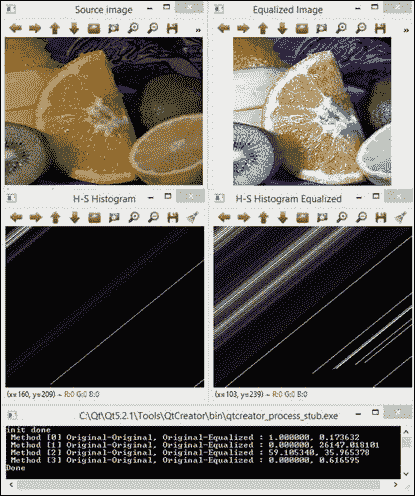 Source image
Equalized Image
H-S Histogram
H-S Histogram Equalized
(x=160, y=209) ~ R:0 G:0 B:0
(x=103, y=239) ~ R:0 G:0 B:0
C:\Qt\Qt5.2.1\Tools\QtCreator\bin\qtcreator_process_stub.exe
init done
Method [0] Original-Original, Original-Equalized : 1.000000, 0.173632
Method [1] Original-Original, Original-Equalized : 0.000000, 26147.018101
Method [2] Original-Original, Original-Equalized : 59.105340, 35.965378
Method [3] Original-Original, Original-Equalized : 0.000000, 0.616595
Done